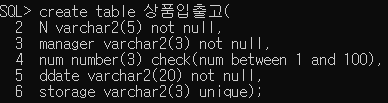 SQL> create table 상품입출고(
  2  N varchar2(5) not null,
  3  manager varchar2(3) not null,
  4  num number(3) check(num between 1 and 100),
  5  ddate varchar2(20) not null,
  6  storage varchar2(3) unique);